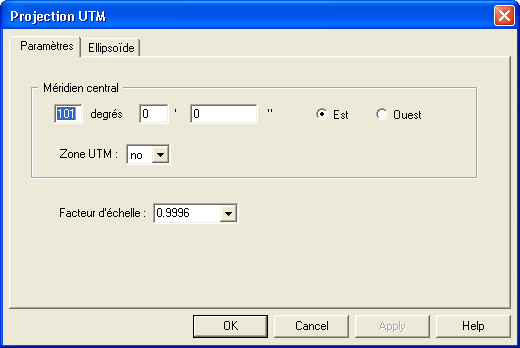 Projection UTM
Paramètres Ellipsoïde
Méridien central
101 degrés 0 ' 0 " Est Ouest
Zone UTM : no
Facteur d'échelle : 0.9996
OK Cancel Apply Help